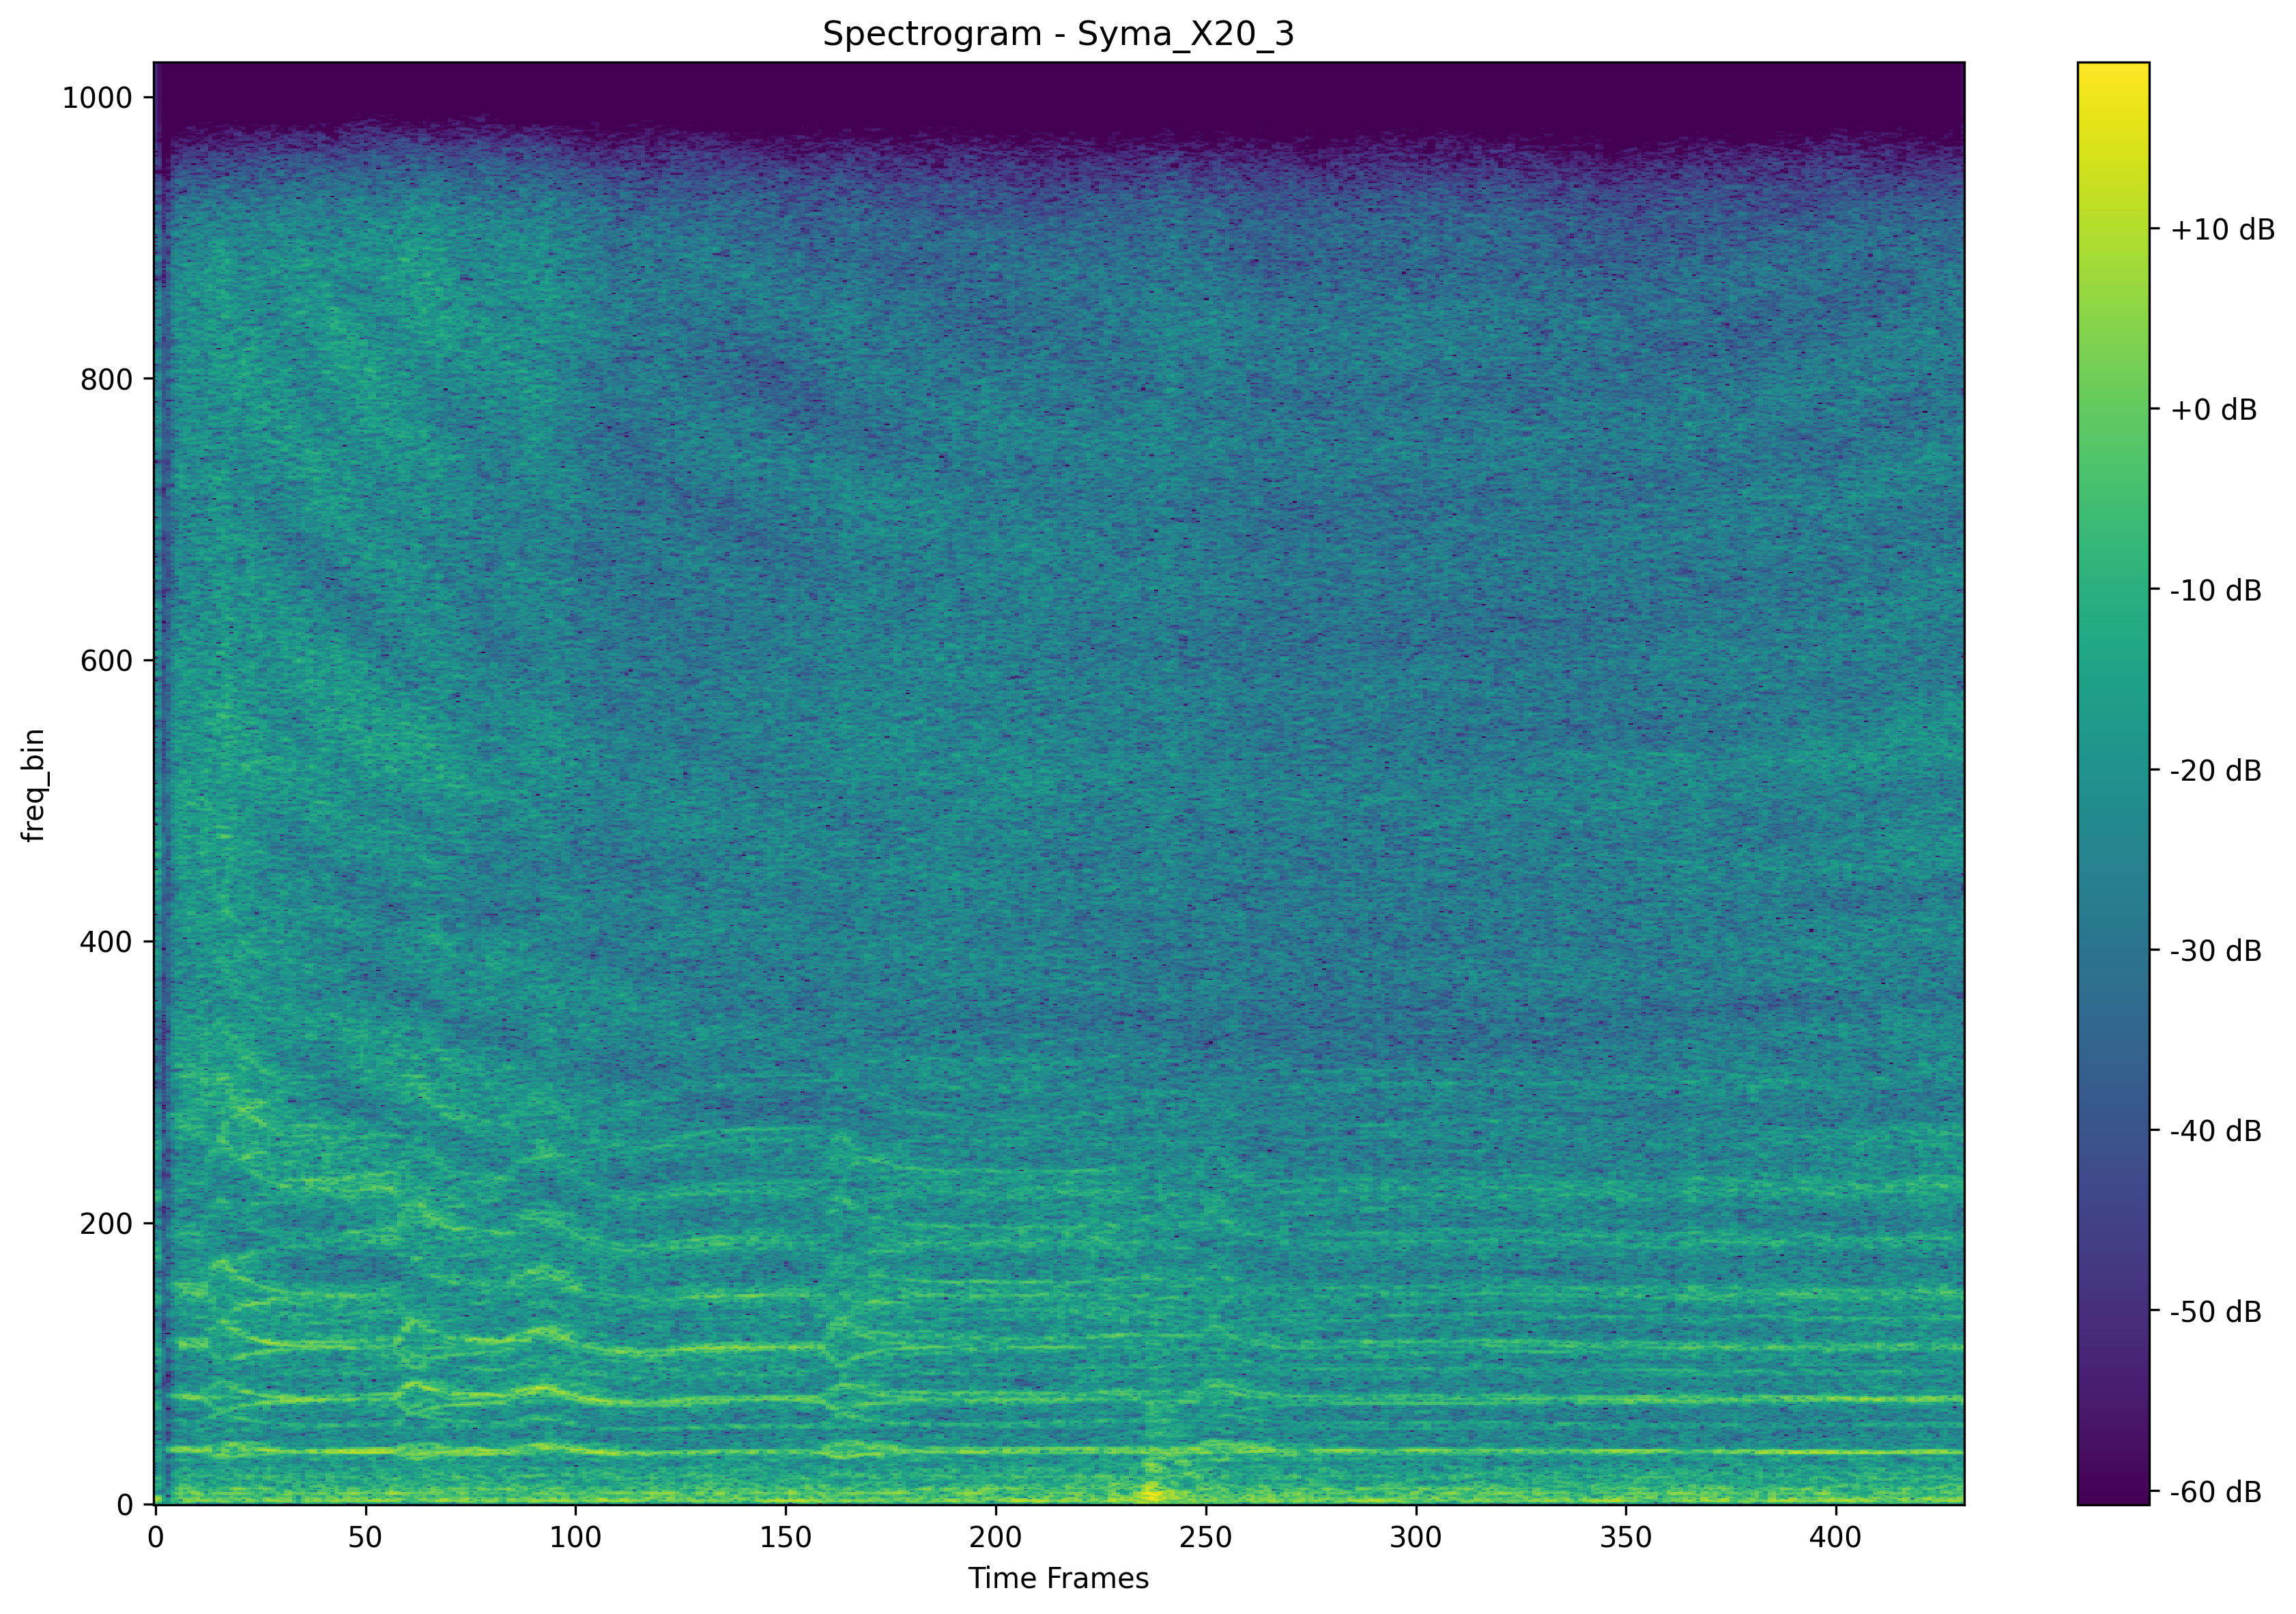 Spectrogram - Syma_X20_3
1000
800
600
400
200
0
freq_bin
0 50 100 150 200 250 300 350 400
Time Frames
+10 dB
+0 dB
-10 dB
-20 dB
-30 dB
-40 dB
-50 dB
-60 dB